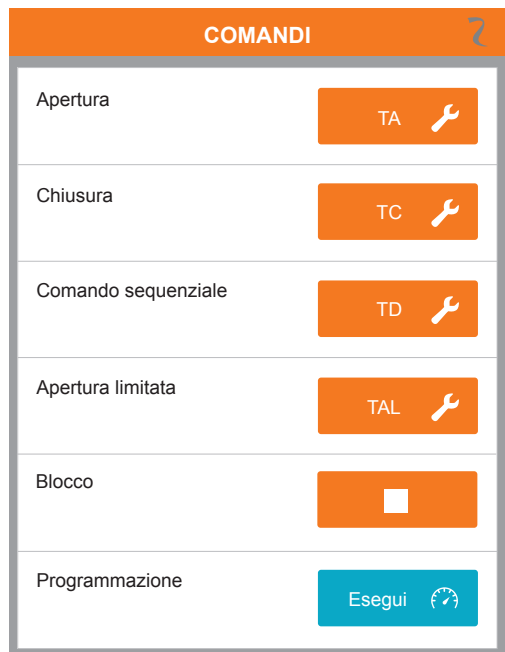 COMANDI
Apertura
TA
Chiusura
TC
Comando sequenziale
TD
Apertura limitata
TAL
Blocco
Programmazione
Esegui